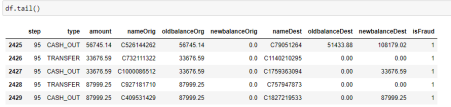 df.tail()
step type amount nameOrig oldbalanceOrg newbalanceOrig nameDest oldbalanceDest newbalanceDest isFraud
2425 95 CASH_OUT 56745.14 C526144262 56745.14 0.0 C79051264 51433.88 108179.02 1
2426 95 TRANSFER 33676.59 C732111322 33676.59 0.0 C1140210295 0.00 0.00 1
2427 95 CASH_OUT 33676.59 C1000086512 33676.59 0.0 C1759363094 0.00 33676.59 1
2428 95 TRANSFER 87999.25 C927181710 87999.25 0.0 C757947873 0.00 0.00 1
2429 95 CASH_OUT 87999.25 C409531429 87999.25 0.0 C1827219533 0.00 87999.25 1